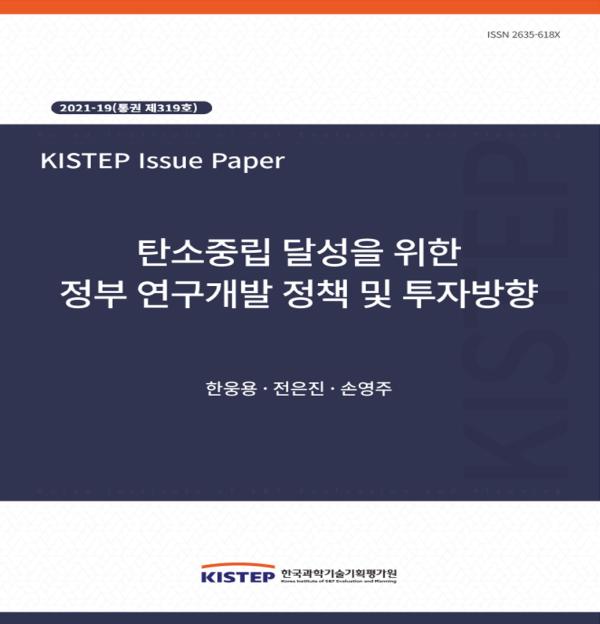 ISSN 2635-618X
2021-19(통권 제319호)
KISTEP Issue Paper
탄소중립 달성을 위한
정부 연구개발 정책 및 투자방향
한웅용 · 전은진 · 손영주
KISTEP
KISTEP 한국과학기술기획평가원
Korea Institute of S&T Evaluation and Planning